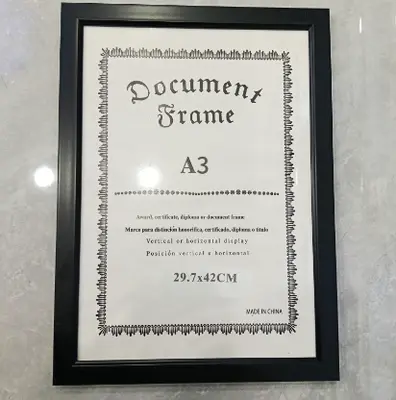 Document
Frame
A3
Award, certificate, diploma or document frame
Marco para distinción honorífica, certificado, diploma o título
Vertical or horizontal display
Posición vertical o horizontal
29.7x42CM
MADE IN CHINA